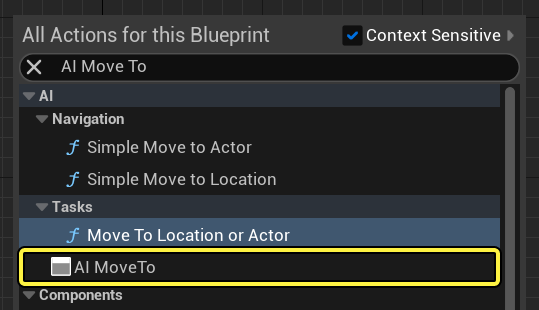 All Actions for this Blueprint Context Sensitive
AI Move To
AI
Navigation
Simple Move to Actor
Simple Move to Location
Tasks
Move To Location or Actor
AI MoveTo
Components